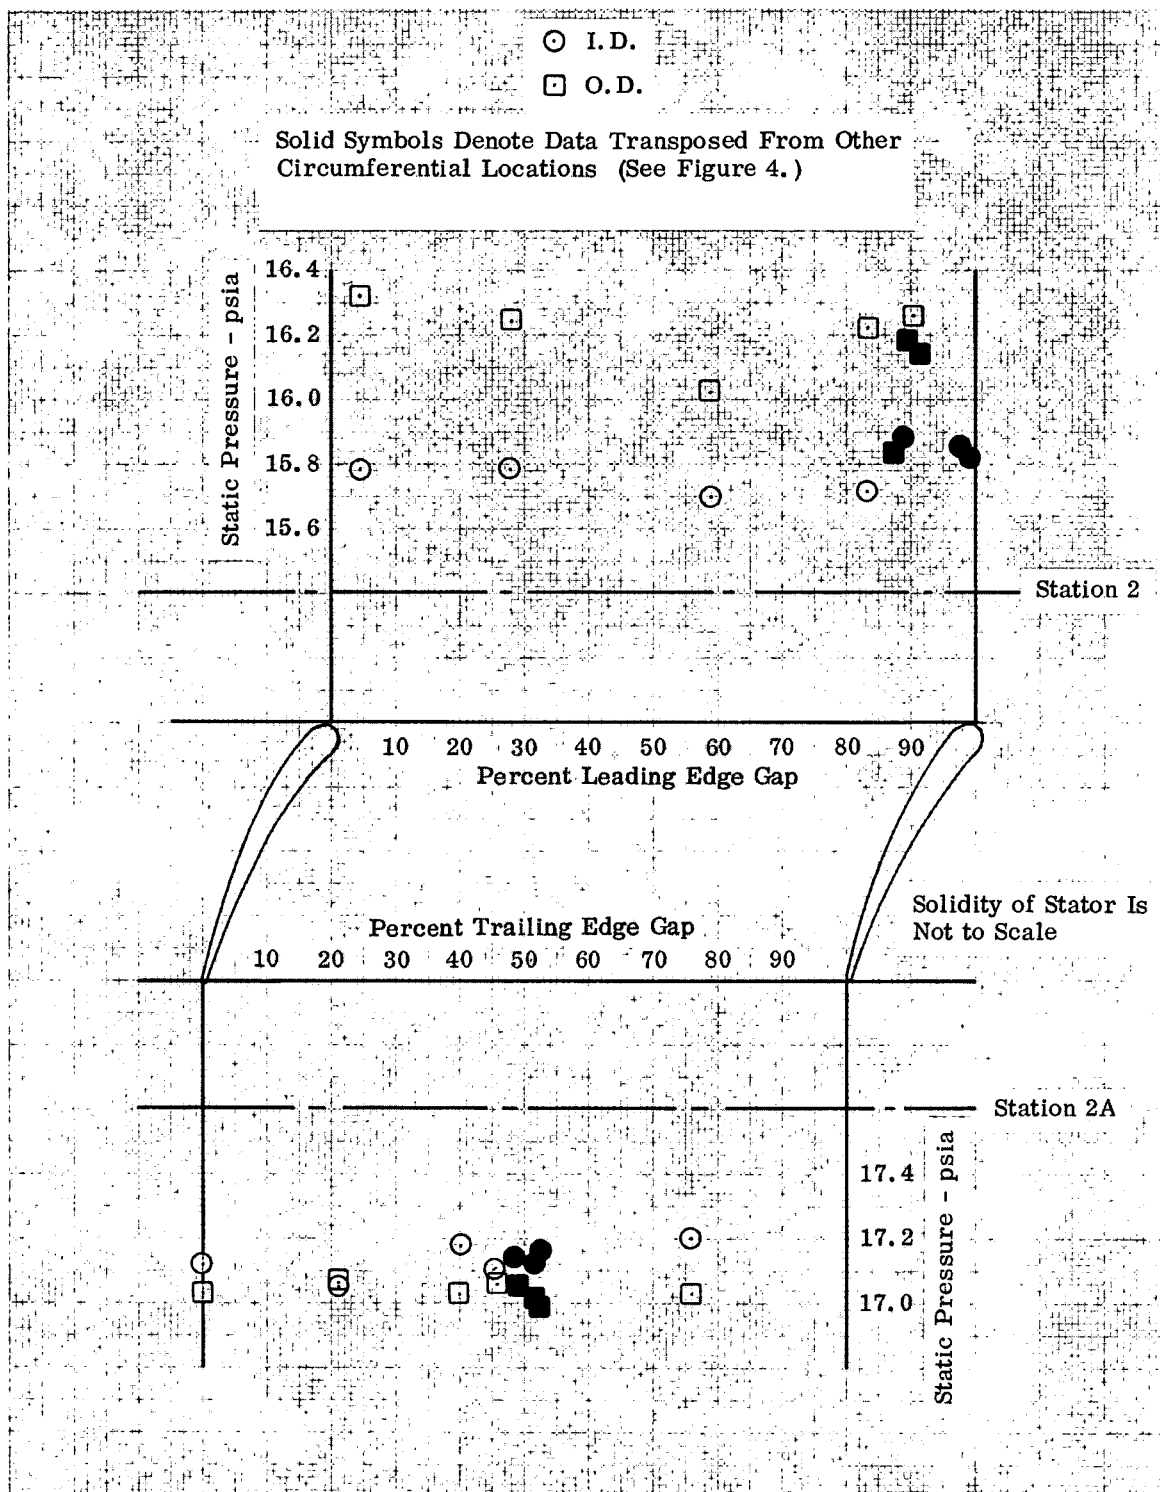 I.D.
O.D.
Solid Symbols Denote Data Transposed From Other
Circumferential Locations (See Figure 4.)
Static Pressure - psia
16.4
16.2
16.0
15.8
15.6
Station 2
10 20 30 40 50 60 70 80 90
Percent Leading Edge Gap
Solidity of Stator Is
Not to Scale
Percent Trailing Edge Gap
10 20 30 40 50 60 70 80 90
Station 2A
17.4
17.2
17.0
Static Pressure - psia